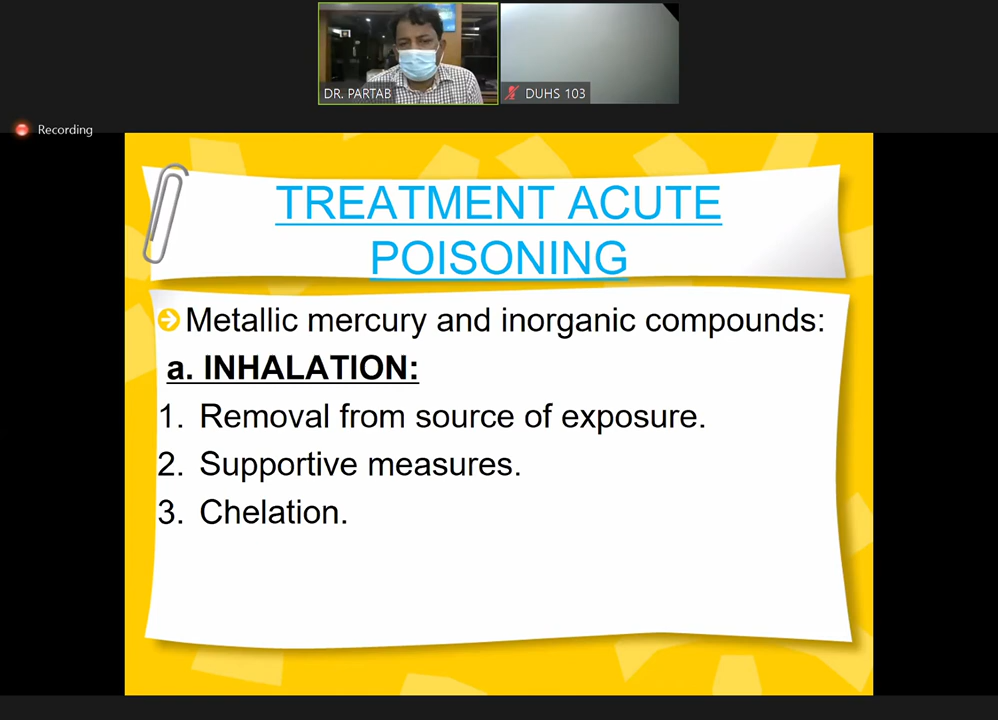 DR. PARTAB
DUHS 103
Recording
TREATMENT ACUTE
POISONING
Metallic mercury and inorganic compounds:
a. INHALATION:
1. Removal from source of exposure.
2. Supportive measures.
3. Chelation.